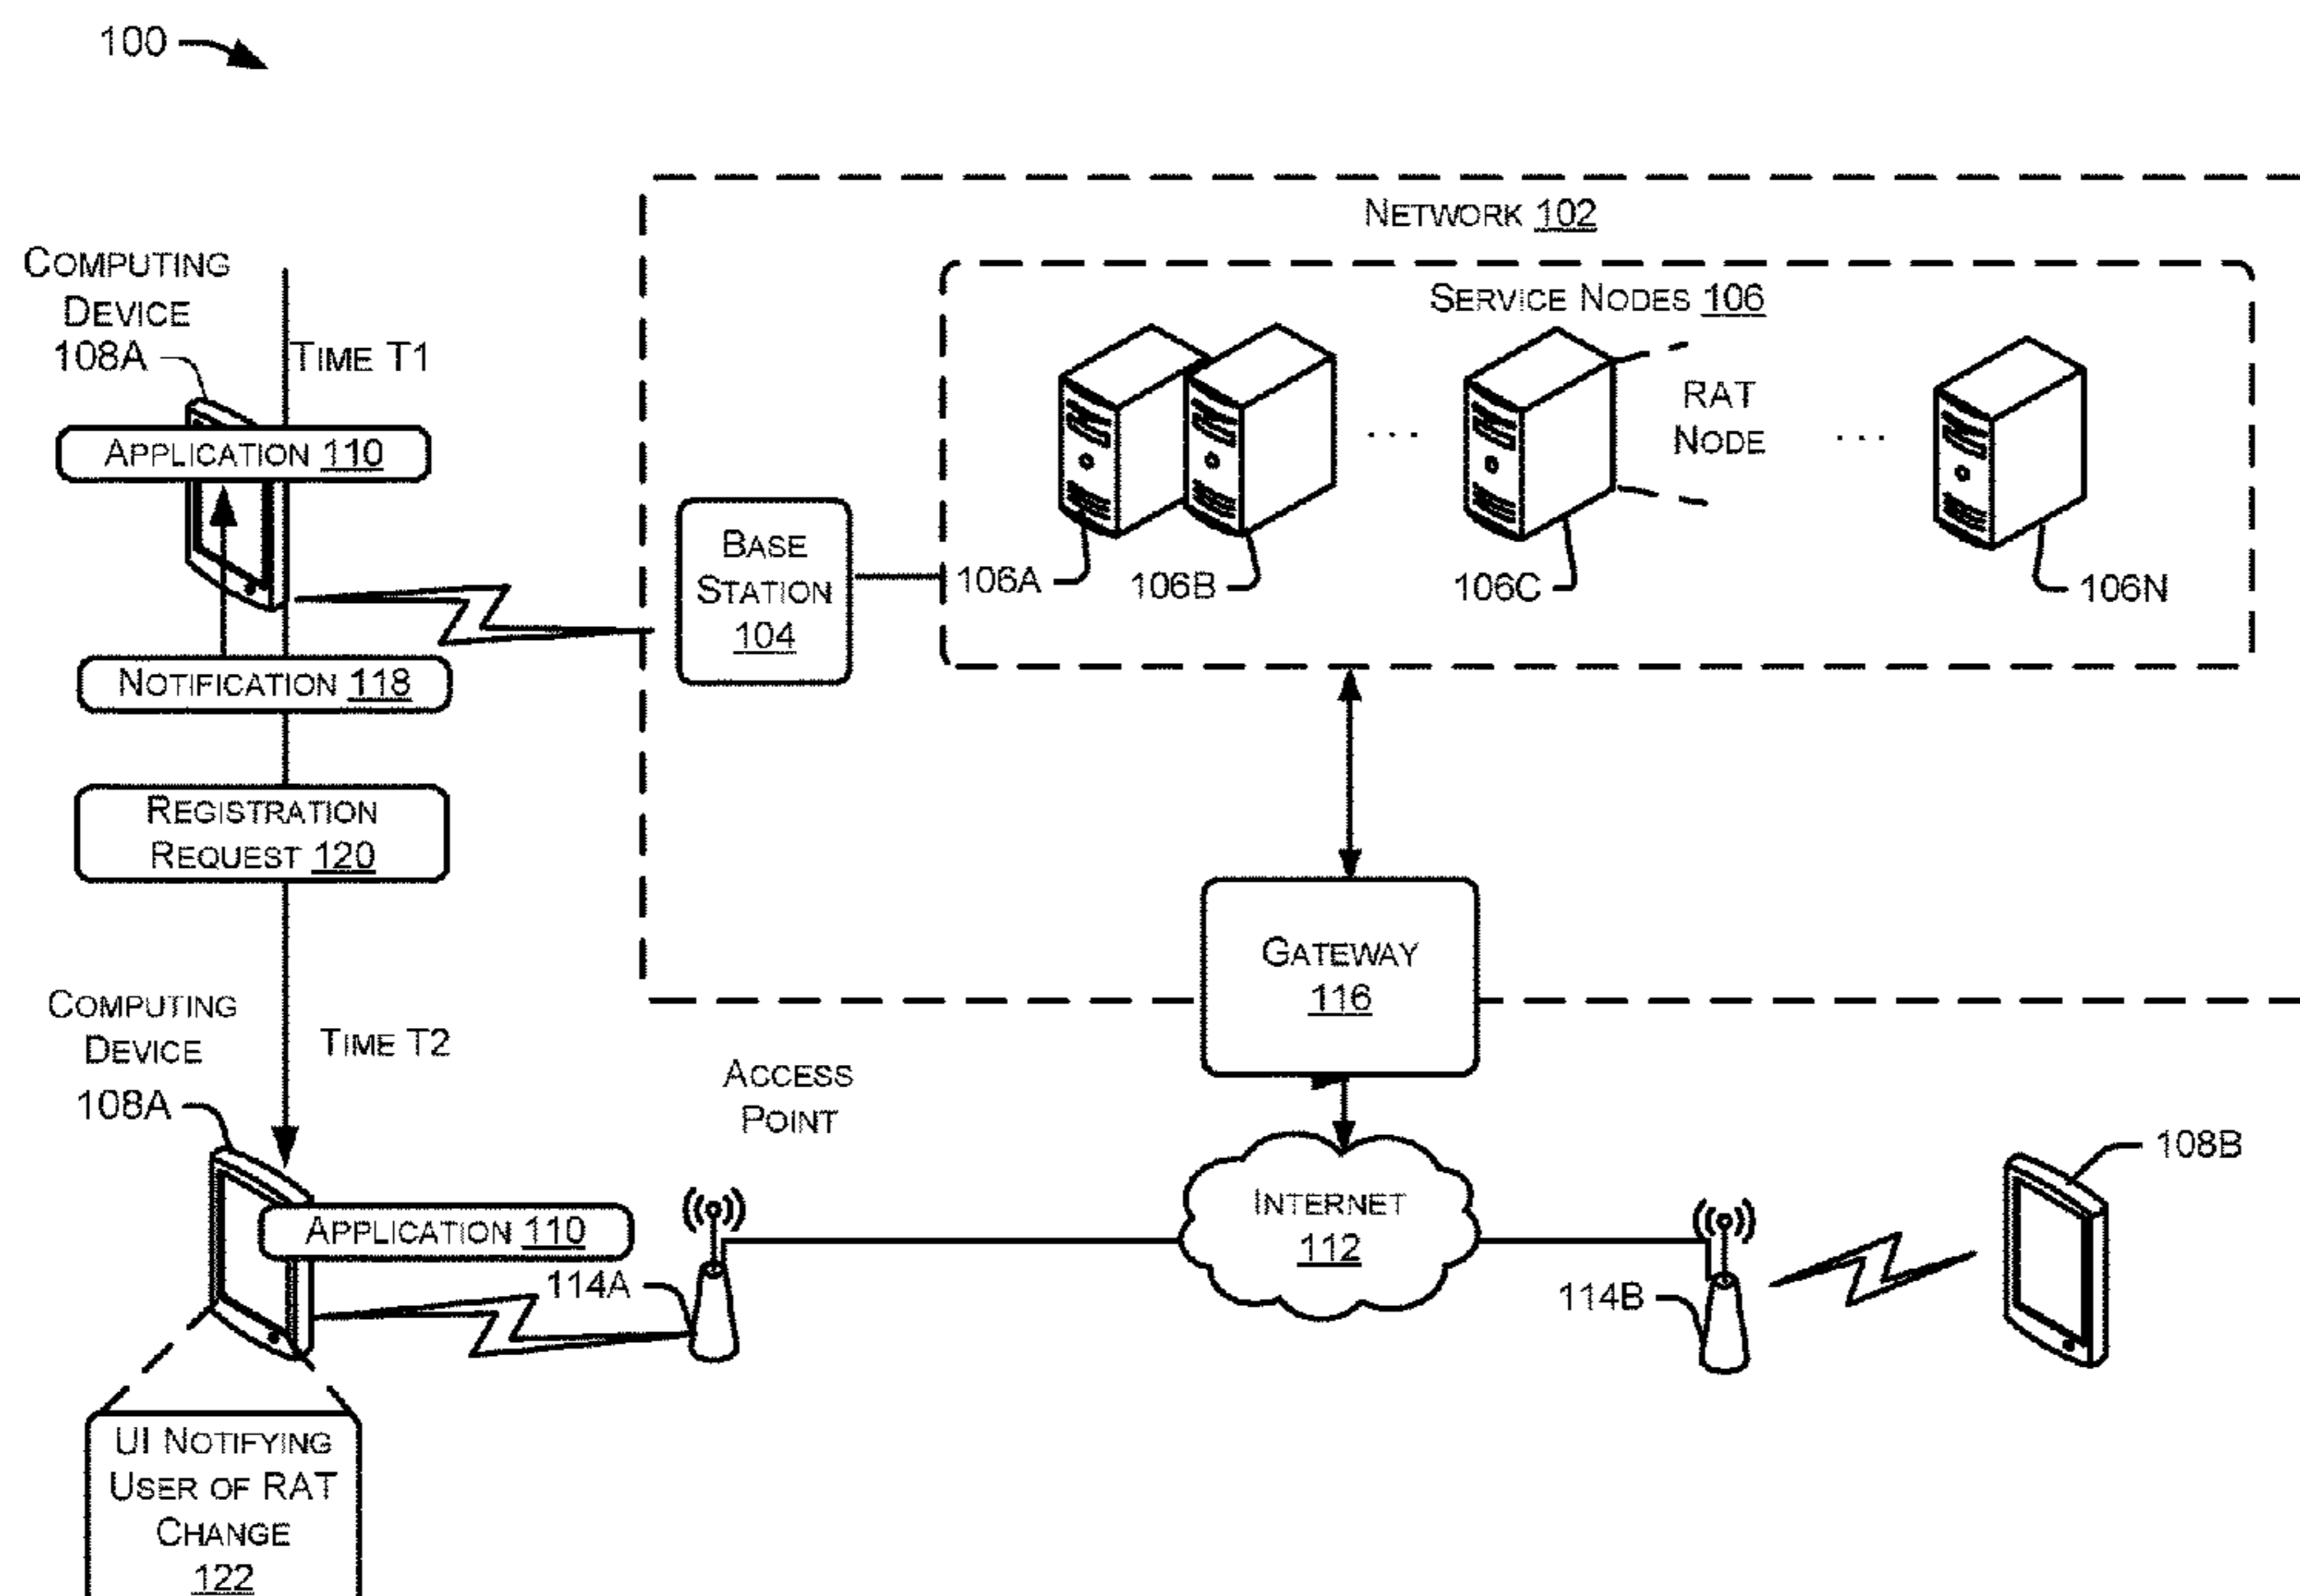 100
NETWORK 102
SERVICE NODES 106
COMPUTING
DEVICE
108A
TIME T1
APPLICATION 110
RAT
NODE
...
...
BASE
STATION
104
106A
106B
106C
106N
NOTIFICATION 118
REGISTRATION
REQUEST 120
GATEWAY
116
COMPUTING
DEVICE
108A
TIME T2
ACCESS
POINT
108B
APPLICATION 110
INTERNET
112
114A
114B
UI NOTIFYING
USER OF RAT
CHANGE
122